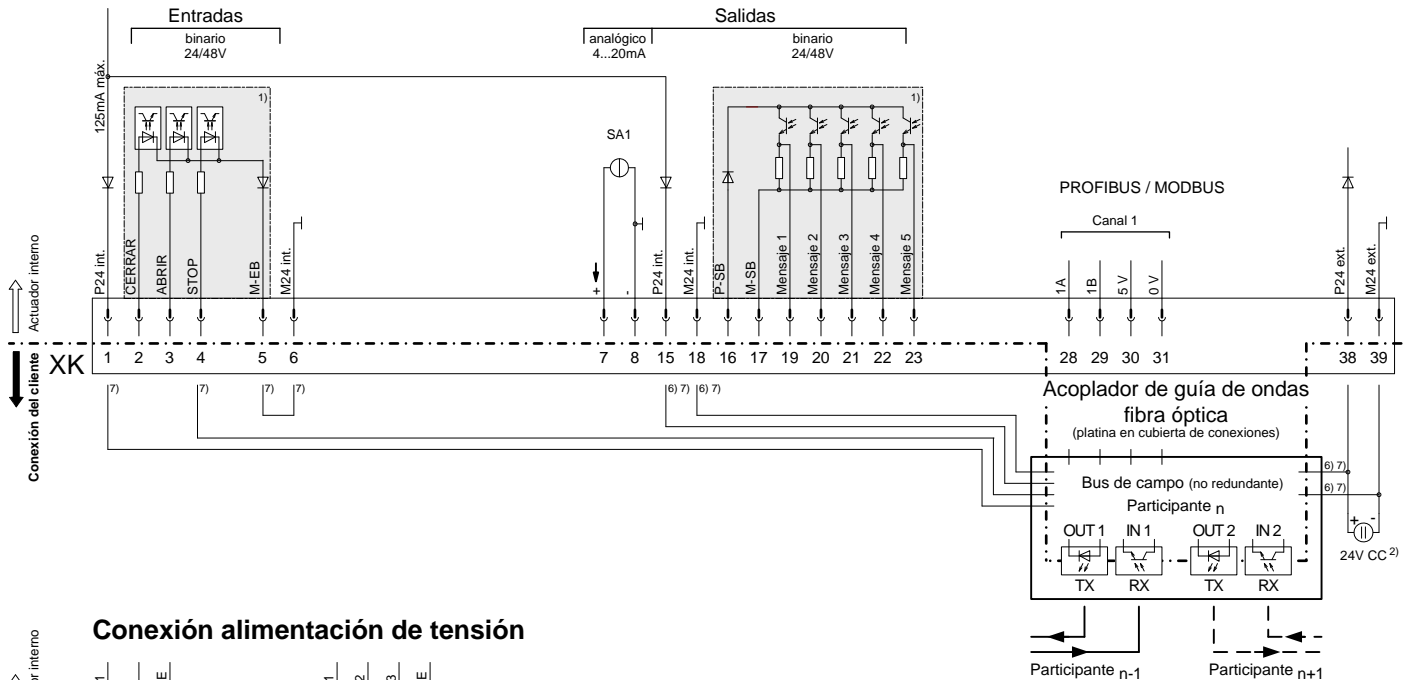 Entradas
Salidas
binario
24/48V
analógico
4...20mA
binario
24/48V
125mA máx.
1)
1)
SA1
PROFIBUS / MODBUS
Canal 1
Actuador interno
P24 int.
CERRAR
ABRIR
STOP
M-EB
M24 int.
+
-
P24 int.
M24 int.
P-SB
M-SB
Mensaje 1
Mensaje 2
Mensaje 3
Mensaje 4
Mensaje 5
1A
1B
5 V
0 V
P24 ext.
M24 ext.
XK 1 2 3 4 5 6 7 8 15 18 16 17 19 20 21 22 23 28 29 30 31 38 39
Conexión del cliente
7) 7) 7) 7) 6) 7) 6) 7)
Acoplador de guía de ondas
fibra óptica
(platina en cubierta de conexiones)
6) 7)
Bus de campo (no redundante)
6) 7)
Participante n
OUT 1 IN 1 OUT 2 IN 2
+ -
24V CC 2)
TX RX TX RX
Conexión alimentación de tensión
Participante n-1 Participante n+1